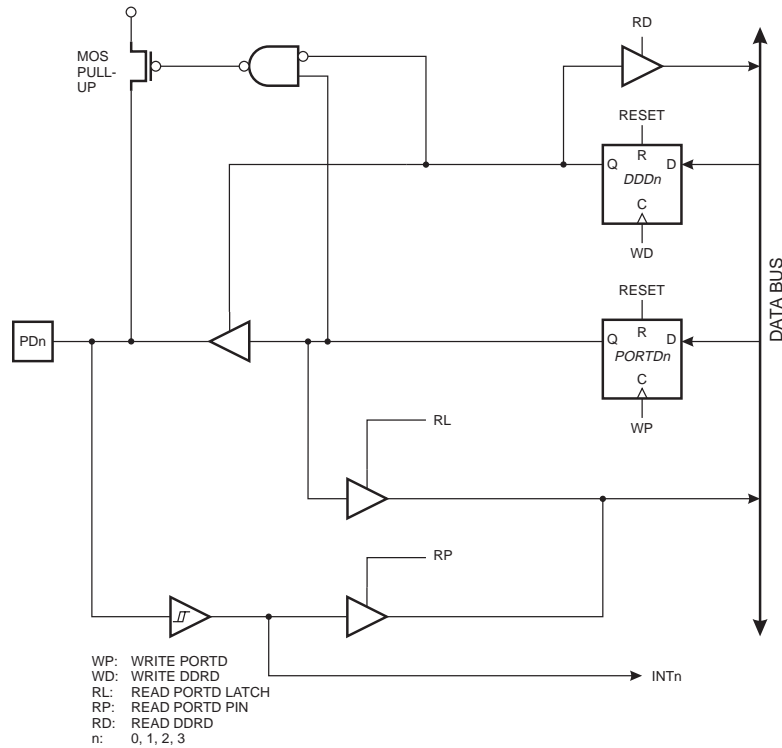 RD
MOS
PULL-
UP
RESET
R
Q D
DDDn
C
WD
DATA BUS
RESET
R
PDn
Q D
PORTDn
C
WP
RL
RP
WP: WRITE PORTD
WD: WRITE DDRD
RL: READ PORTD LATCH
RP: READ PORTD PIN
RD: READ DDRD
n: 0, 1, 2, 3
INTn